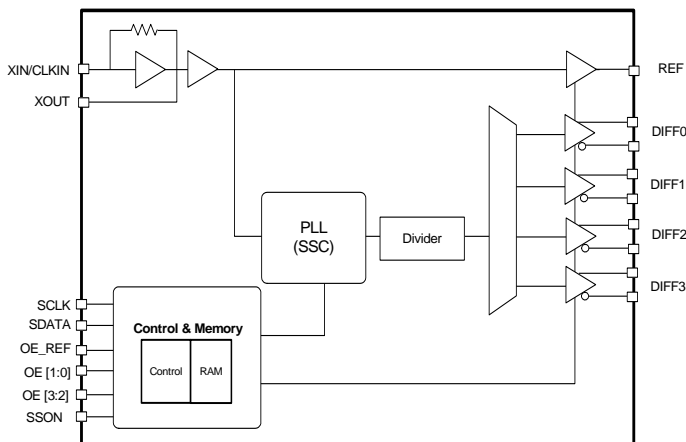 XIN/CLKIN
XOUT
REF
DIFF0
DIFF1
DIFF2
DIFF3
PLL
(SSC)
Divider
SCLK
SDATA
OE_REF
OE [1:0]
OE [3:2]
SSON
Control & Memory
Control
RAM